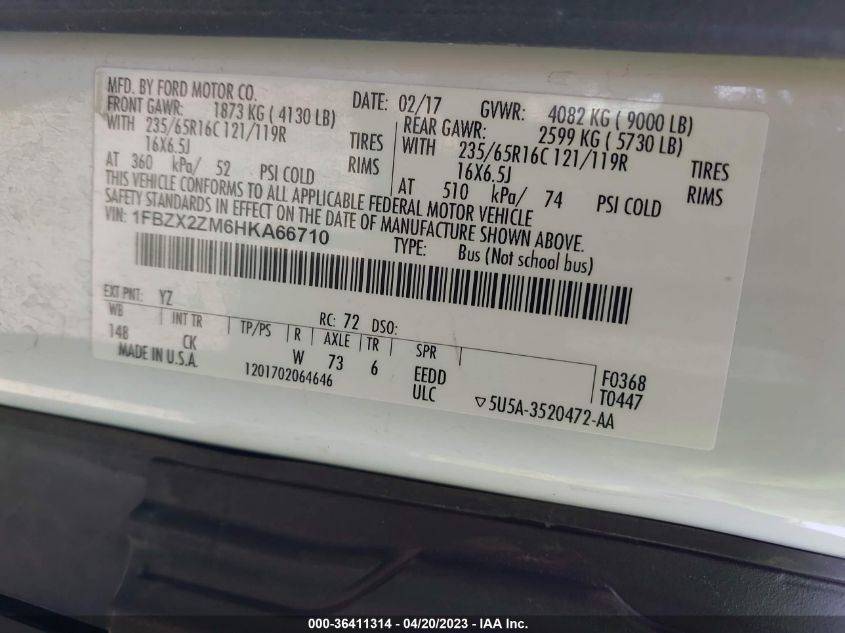 MFD. BY FORD MOTOR CO.
DATE: 02/17 GVWR: 4082 KG ( 9000 LB)
FRONT GAWR: 1873 KG ( 4130 LB) REAR GAWR: 2599 KG ( 5730 LB)
WITH 235/65R16C 121/119R TIRES WITH 235/65R16C 121/119R TIRES
16X6.5J RIMS 16X6.5J RIMS
AT 360 kPa/ 52 PSI COLD AT 510 kPa/ 74 PSI COLD
THIS VEHICLE CONFORMS TO ALL APPLICABLE FEDERAL MOTOR VEHICLE
SAFETY STANDARDS IN EFFECT ON THE DATE OF MANUFACTURE SHOWN ABOVE.
VIN: 1FBZX2ZM6HKA66710
TYPE: Bus (Not school bus)
EXT PNT: YZ RC: 72 DSO:
WB INT TR TP/PS R AXLE TR SPR
148 CK W 73 6 EEDD F0368
ULC T0447
MADE IN U.S.A. 1201702064646 ▽5U5A-3520472-AA
000-36411314 - 04/20/2023 - IAA Inc.